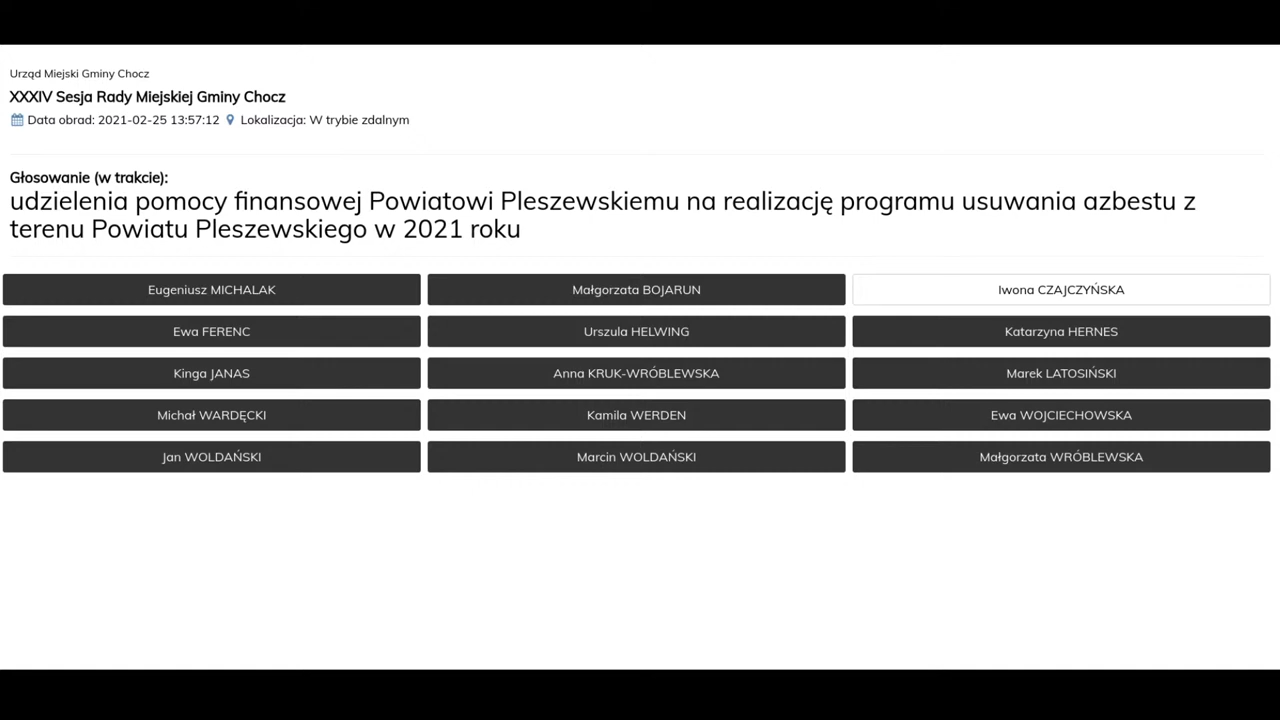 Urząd Miejski Gminy Chocz
XXXIV Sesja Rady Miejskiej Gminy Chocz
Data obrad: 2021-02-25 13:57:12 Lokalizacja: W trybie zdalnym
Głosowanie (w trakcie):
udzielenia pomocy finansowej Powiatowi Pleszewskiemu na realizację programu usuwania azbestu z
terenu Powiatu Pleszewskiego w 2021 roku
Eugeniusz MICHALAK Małgorzata BOJARUN Iwona CZAJCZYŃSKA
Ewa FERENC Urszula HELWING Katarzyna HERNES
Kinga JANAS Anna KRUK-WRÓBLEWSKA Marek LATOSIŃSKI
Michał WARDĘCKI Kamila WERDEN Ewa WOJCIECHOWSKA
Jan WOLDAŃSKI Marcin WOLDAŃSKI Małgorzata WRÓBLEWSKA